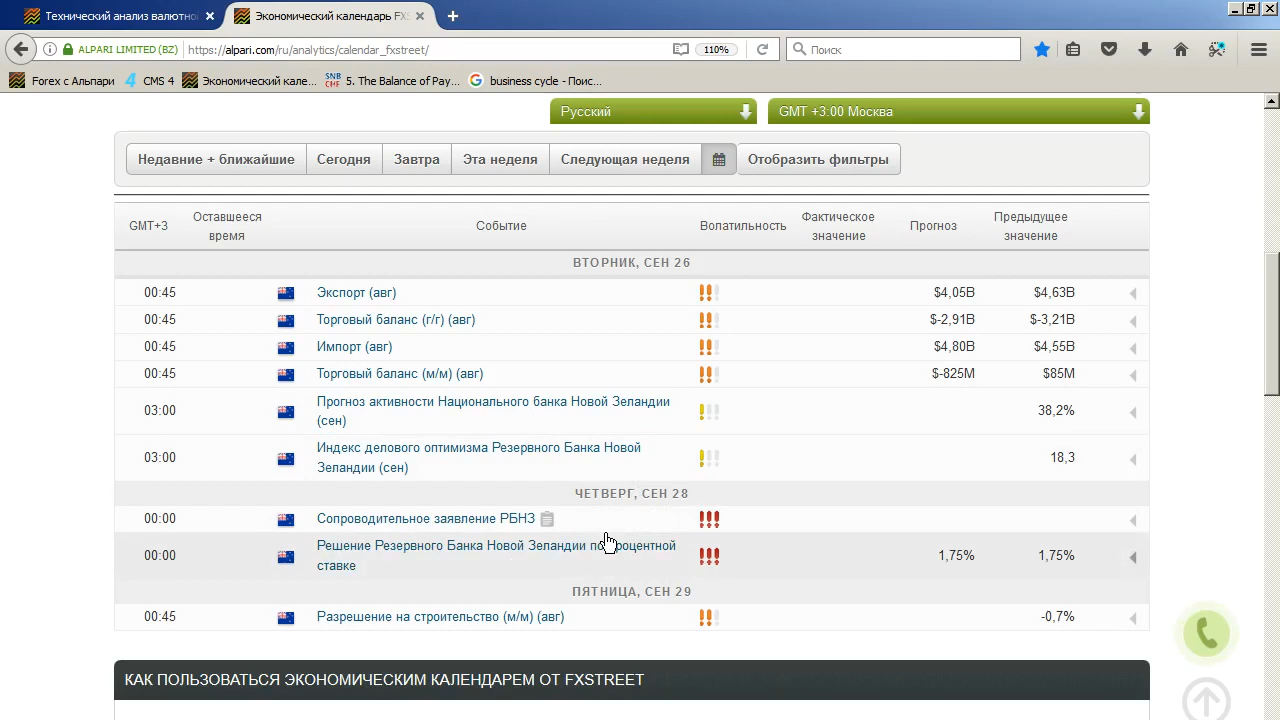 Технический анализ валютной
Экономический календарь FXS
ALPARI LIMITED (BZ)
https://alpari.com/ru/analytics/calendar_fxstreet/
110%
Поиск
Forex с Альпари
CMS 4
Экономический кале...
SNB
5. The Balance of Pay...
business cycle - Поис...
Русский
GMT +3:00 Москва
Недавние + ближайшие
Сегодня
Завтра
Эта неделя
Следующая неделя
Отобразить фильтры
GMT+3
Оставшееся
время
Событие
Волатильность
Фактическое
значение
Прогноз
Предыдущее
значение
ВТОРНИК, СЕН 26
00:45 Экспорт (авг) $4,05B $4,63B
00:45 Торговый баланс (г/г) (авг) $-2,91B $-3,21B
00:45 Импорт (авг) $4,80B $4,55B
00:45 Торговый баланс (м/м) (авг) $-825M $85M
03:00 Прогноз активности Национального банка Новой Зеландии 38,2%
(сен)
03:00 Индекс делового оптимизма Резервного Банка Новой 18,3
Зеландии (сен)
ЧЕТВЕРГ, СЕН 28
00:00 Сопроводительное заявление РБНЗ
00:00 Решение Резервного Банка Новой Зеландии 1,75% 1,75%
ставке
ПЯТНИЦА, СЕН 29
00:45 Разрешение на строительство (м/м) (авг) -0,7%
КАК ПОЛЬЗОВАТЬСЯ ЭКОНОМИЧЕСКИМ КАЛЕНДАРЕМ ОТ FXSTREET